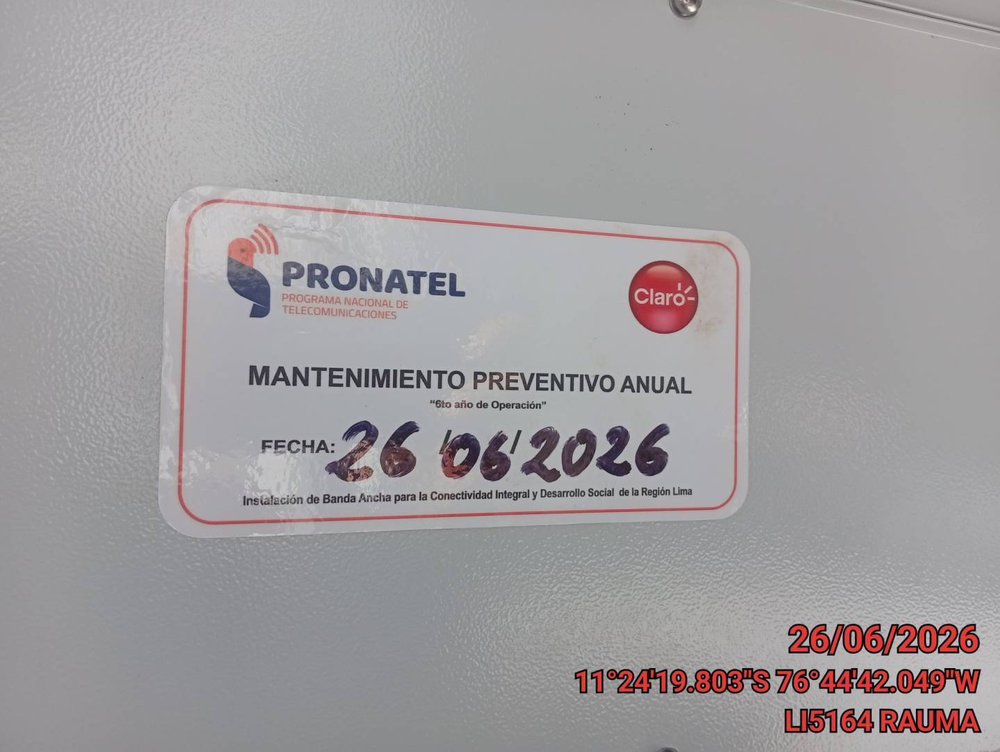 PRONATEL
PROGRAMA NACIONAL DE
TELECOMUNICACIONES
Claro
MANTENIMIENTO PREVENTIVO ANUAL
“6to año de Operación”
FECHA: 26/06/2026
Instalación de Banda Ancha para la Conectividad Integral y Desarrollo Social de la Región Lima
26/06/2026
11°24'19.803"S 76°44'42.049"W
LI5164 RAUMA